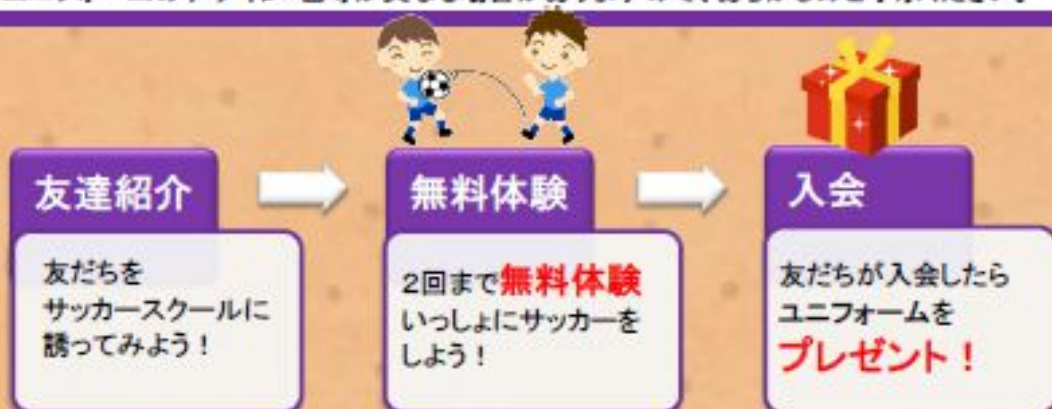 友達紹介
友だちを
サッカースクールに
誘ってみよう！
無料体験
2回まで無料体験
いっしょにサッカーを
しよう！
入会
友だちが入会したら
ユニフォームを
プレゼント！